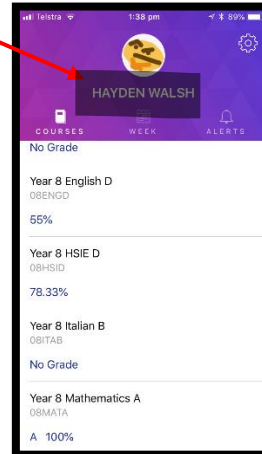 Telstra 1:38 pm 89%
HAYDEN WALSH
COURSES WEEK ALERTS
No Grade
Year 8 English D
08ENGD
55%
Year 8 HSIE D
08HSID
78.33%
Year 8 Italian B
08ITAB
No Grade
Year 8 Mathematics A
08MATA
A 100%